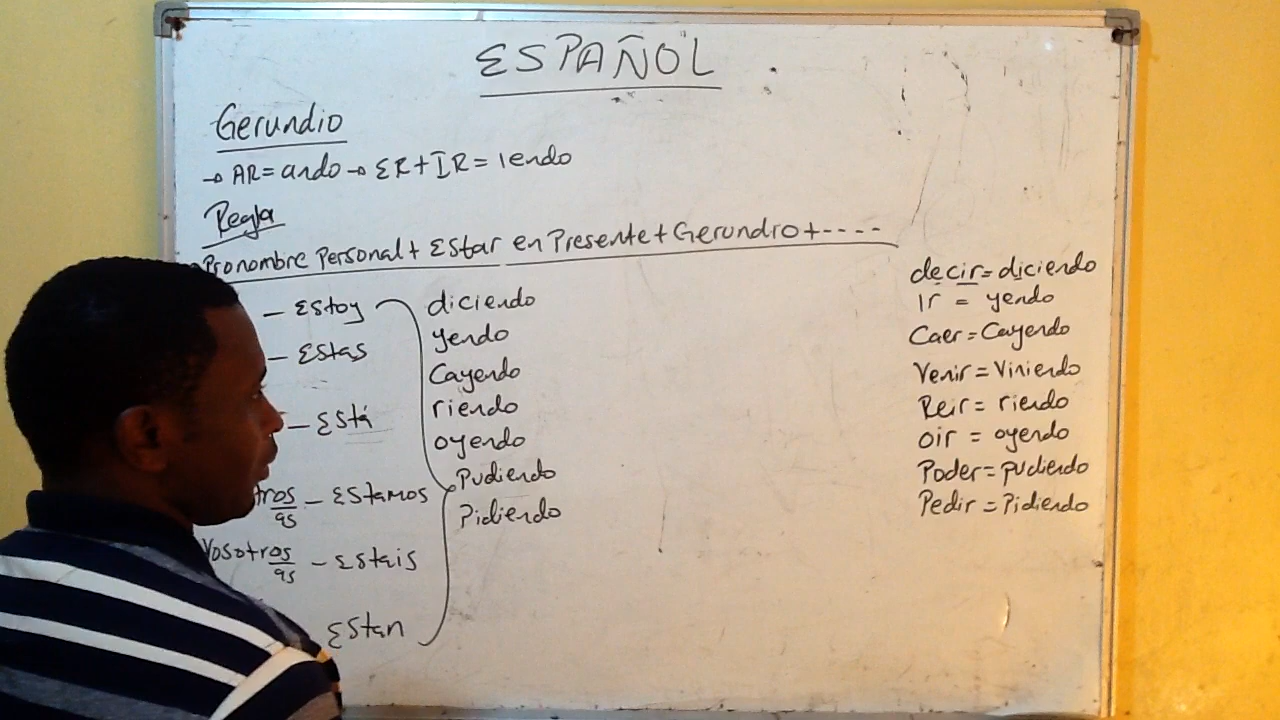 ESPAÑOL
Gerundio
→ AR = ando → ER + IR = iendo
Regla
Pronombre Personal + Estar en Presente + Gerundio + ----
- Estoy
- Estas
- Está
tros/as - Estamos
Vosotros/as - Estais
Estan
diciendo
yendo
Cayendo
riendo
oyendo
Pudiendo
Pidiendo
decir = diciendo
Ir = yendo
Caer = Cayendo
Venir = Viniendo
Reir = riendo
oir = oyendo
Poder = pudiendo
Pedir = Pidiendo